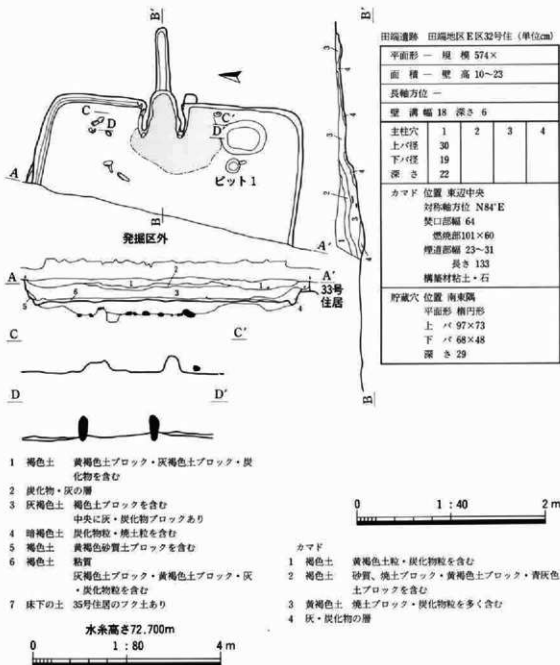 B'
B'
C
C'
D
D'
A
ピット1
B
A'
発掘区外
A
A'
33号
住居
C
C'
D
D'
B
1 褐色土 黄褐色土ブロック・灰褐色土ブロック・炭
化物を含む
2 炭化物・灰の層
3 灰褐色土 褐色土ブロックを含む
中央に灰・炭化物ブロックあり
4 暗褐色土 炭化物粒・焼土粒を含む
5 褐色土 黄褐色砂質土ブロックを含む
6 褐色土 粘質
灰褐色土ブロック・黄褐色土ブロック・灰
・炭化物粒を含む
7 床下の土 35号住居のフク土あり
水糸高さ72.700m
0 1:80 4m
田端遺跡 田端地区E区32号住(単位cm)
平面形 ー 規模 574×
面積 ー 壁高 10~23
長軸方位 ー
壁溝幅 18 深さ 6
主柱穴 1 2 3 4
上バ径 30
下バ径 19
深さ 22
カマド 位置 東辺中央
対称軸方位 N84°E
焚口部幅 64
燃焼部101×60
煙道部幅 23~31
長さ 133
構築材粘土・石
貯蔵穴 位置 南東隅
平面形 楕円形
上バ 97×73
下バ 68×48
深さ 29
0 1:40 2m
カマド
1 褐色土 黄褐色土粒・炭化物粒を含む
2 褐色土 砂質、焼土ブロック・黄褐色土ブロック・青灰色
土ブロックを含む
3 黄褐色土 焼土ブロック・炭化物粒を多く含む
4 灰・炭化物の層